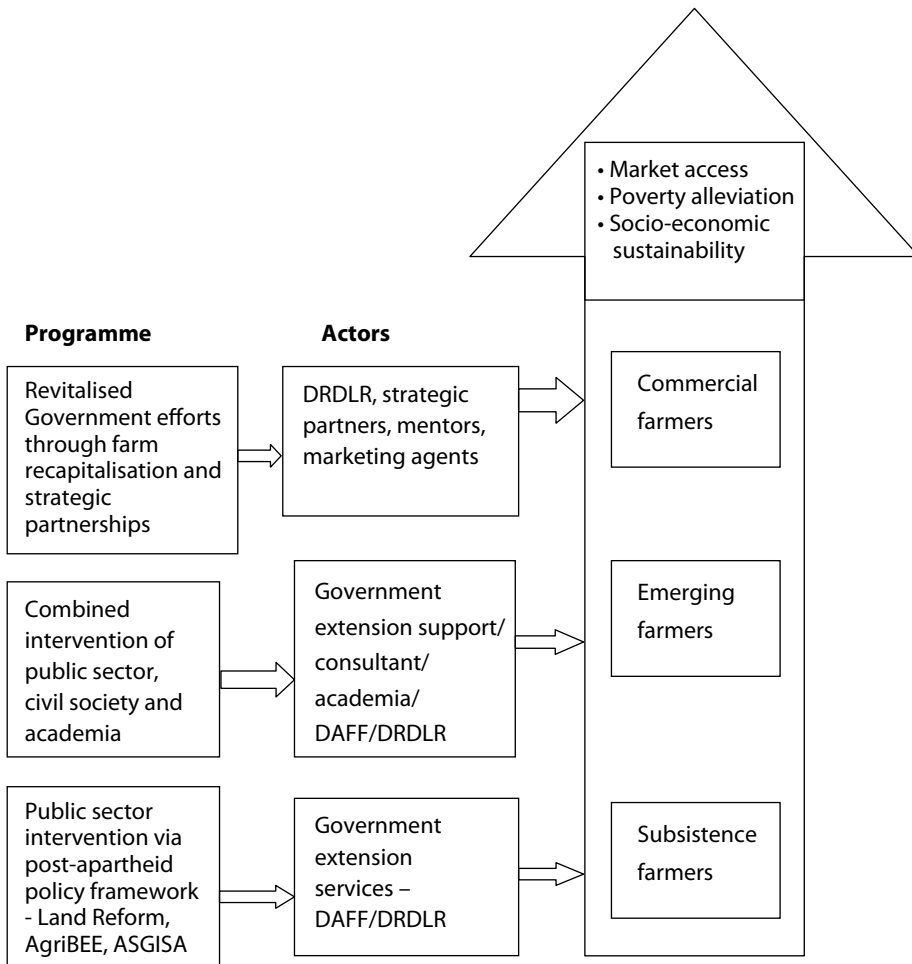 • Market access
• Poverty alleviation
• Socio-economic
sustainability
Programme
Actors
Revitalised
Government efforts
through farm
recapitalisation and
strategic
partnerships
DRDLR, strategic
partners, mentors,
marketing agents
Commercial
farmers
Combined
intervention of
public sector,
civil society and
academia
Government
extension support/
consultant/
academia/
DAFF/DRDLR
Emerging
farmers
Public sector
intervention via
post-apartheid
policy framework
- Land Reform,
AgriBEE, ASGISA
Government
extension
services –
DAFF/DRDLR
Subsistence
farmers